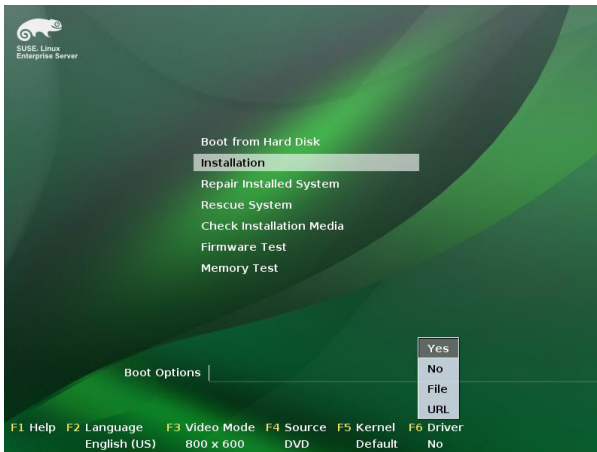 SUSE. Linux
Enterprise Server
Boot from Hard Disk
Installation
Repair Installed System
Rescue System
Check Installation Media
Firmware Test
Memory Test
Yes
No
File
URL
Boot Options
F1 Help F2 Language F3 Video Mode F4 Source F5 Kernel F6 Driver
English (US) 800 x 600 DVD Default No